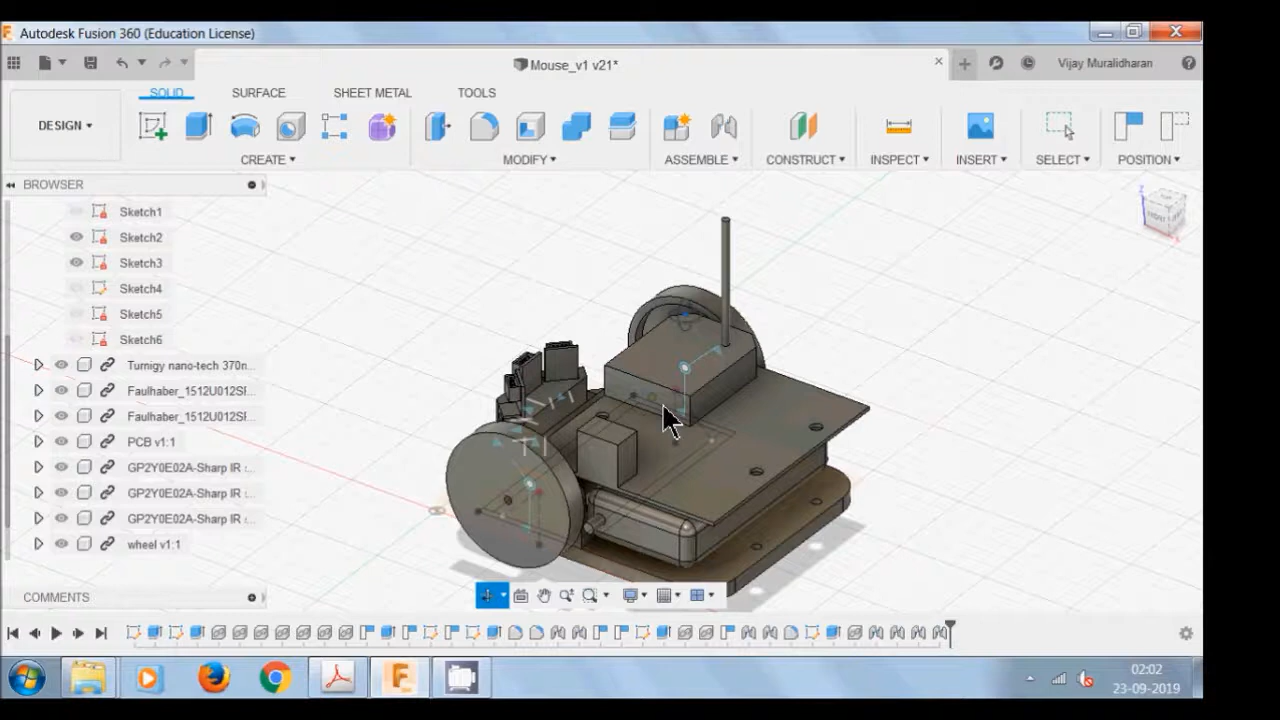 Autodesk Fusion 360 (Education License)
Mouse_v1 v21*
Vijay Muralidharan
DESIGN
SOLID SURFACE SHEET METAL TOOLS
CREATE MODIFY ASSEMBLE CONSTRUCT INSPECT INSERT SELECT POSITION
BROWSER
Sketch1
Sketch2
Sketch3
Sketch4
Sketch5
Sketch6
Turnigy nano-tech 370n...
Faulhaber_1512U012SI...
Faulhaber_1512U012SI...
PCB v1:1
GP2Y0E02A-Sharp IR ...
GP2Y0E02A-Sharp IR ...
GP2Y0E02A-Sharp IR ...
wheel v1:1
COMMENTS
02:02
23-09-2019